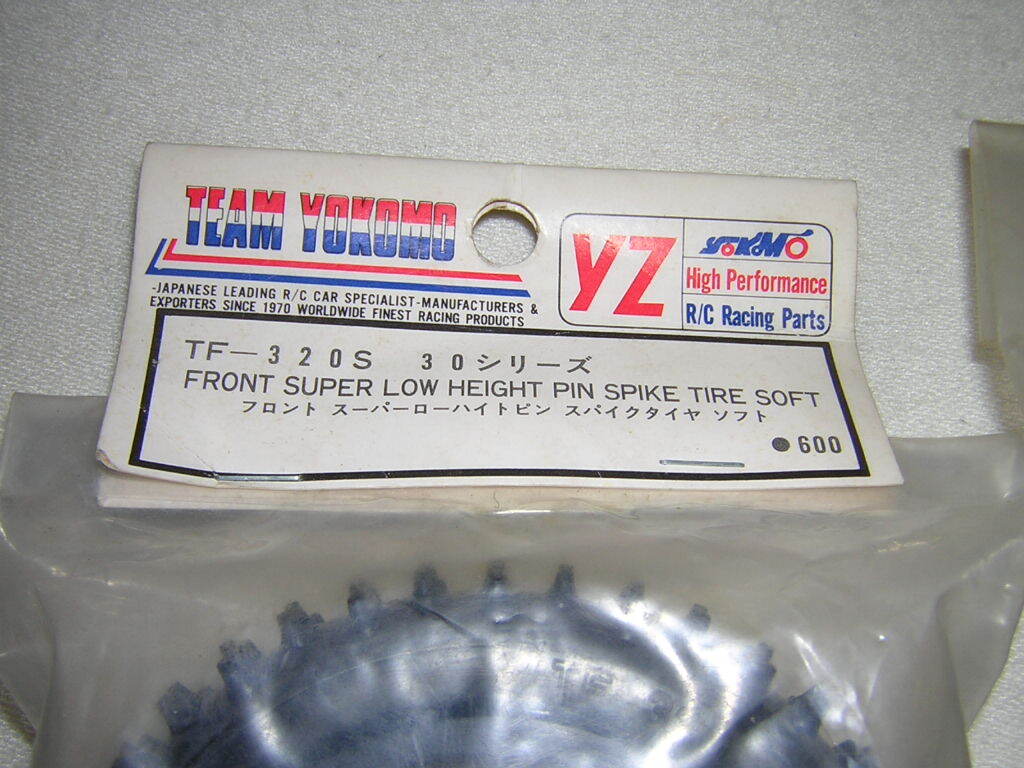 TEAM YOKOMO
-JAPANESE LEADING R/C CAR SPECIALIST-MANUFACTURERS &
EXPORTERS SINCE 1970 WORLDWIDE FINEST RACING PRODUCTS
YZ
YOKOMO
High Performance
R/C Racing Parts
TF-320S 30シリーズ
FRONT SUPER LOW HEIGHT PIN SPIKE TIRE SOFT
フロント スーパーローハイトピン スパイクタイヤ ソフト
●600